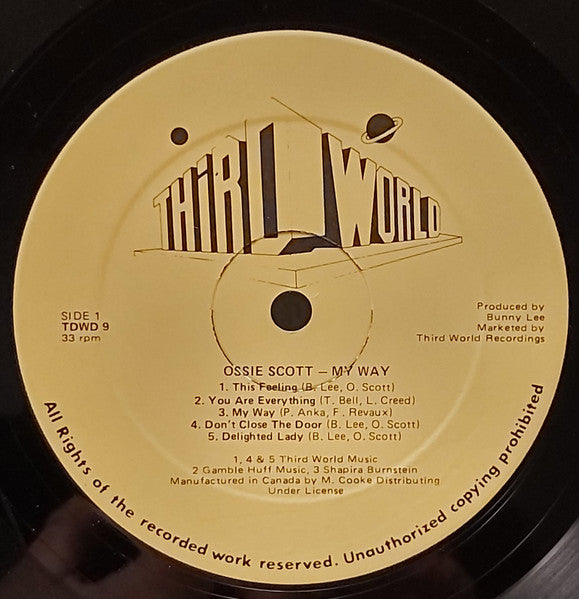 THIRD WORLD
SIDE 1
TDWD 9
33 rpm
Produced by
Bunny Lee
Marketed by
Third World Recordings
OSSIE SCOTT – MY WAY
1. This Feeling (B. Lee, O. Scott)
2. You Are Everything (T. Bell, L. Creed)
3. My Way (P. Anka, F. Revaux)
4. Don't Close The Door (B. Lee, O. Scott)
5. Delighted Lady (B. Lee, O. Scott)
1, 4 & 5 Third World Music
2 Gamble Huff Music, 3 Shapira Burnstein
Manufactured in Canada by M. Cooke Distributing
Under License
All Rights of the recorded work reserved. Unauthorized copying prohibited